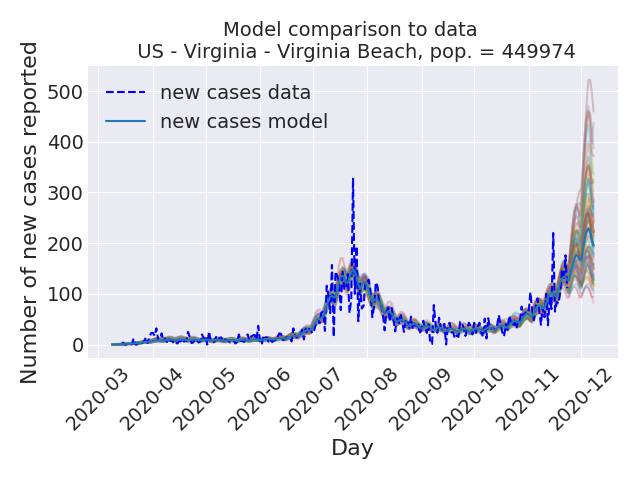 Model comparison to data
US - Virginia - Virginia Beach, pop. = 449974
Number of new cases reported
500
400
300
200
100
0
new cases data
new cases model
2020-03
2020-04
2020-05
2020-06
2020-07
2020-08
2020-09
2020-10
2020-11
2020-12
Day